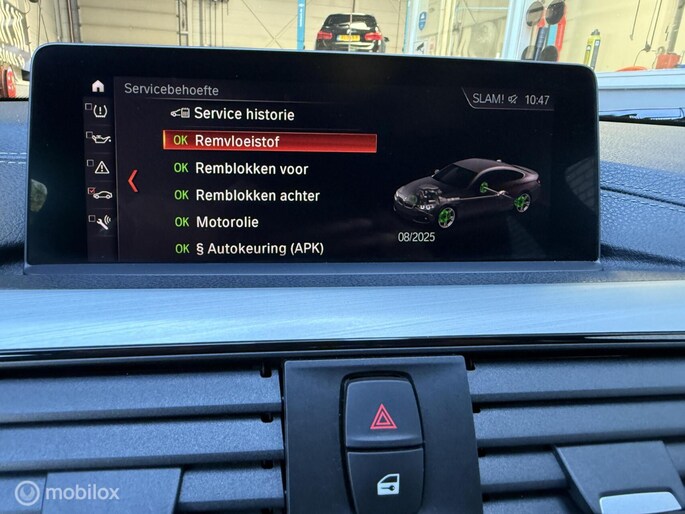 Servicebehoefte
SLAM! 10:47
Service historie
OK Remvloeistof
OK Remblokken voor
OK Remblokken achter
OK Motorolie
OK § Autokeuring (APK)
08/2025
mobilox